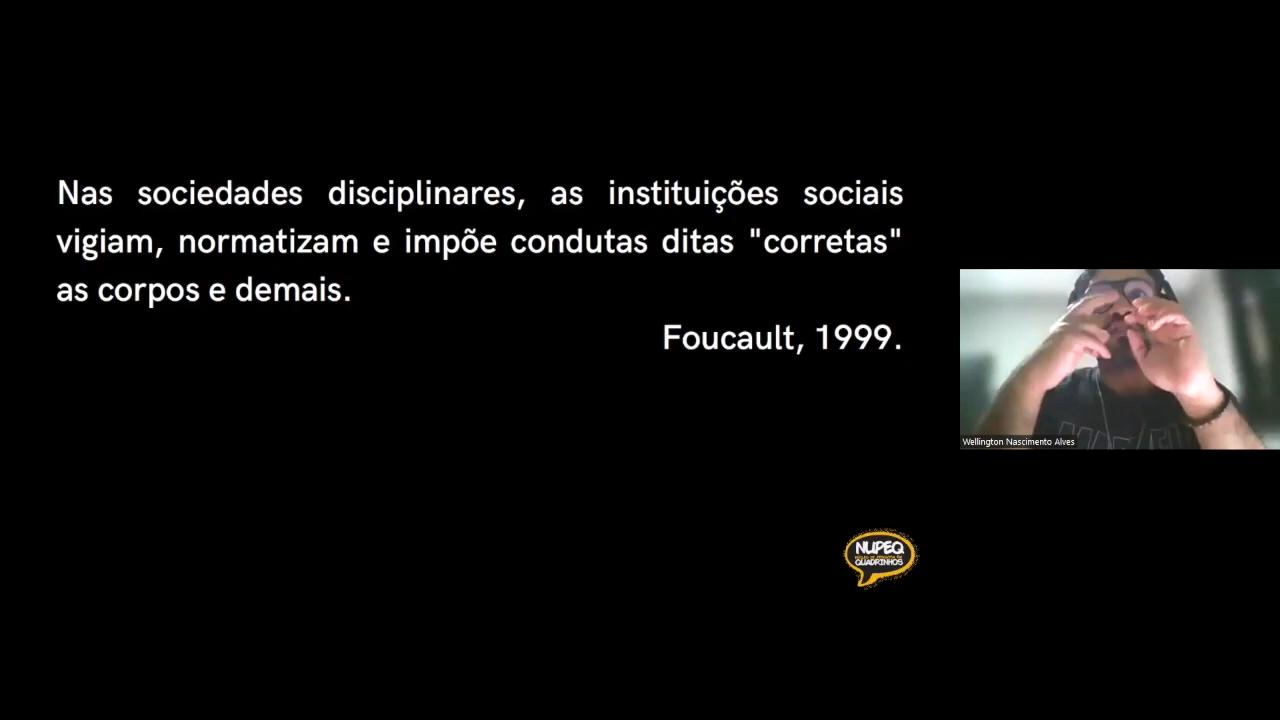 Nas sociedades disciplinares, as instituições sociais
vigiam, normatizam e impõe condutas ditas "corretas"
as corpos e demais.
Foucault, 1999.
Wellington Nascimento Alves
NUPEQ
QUADRINHOS